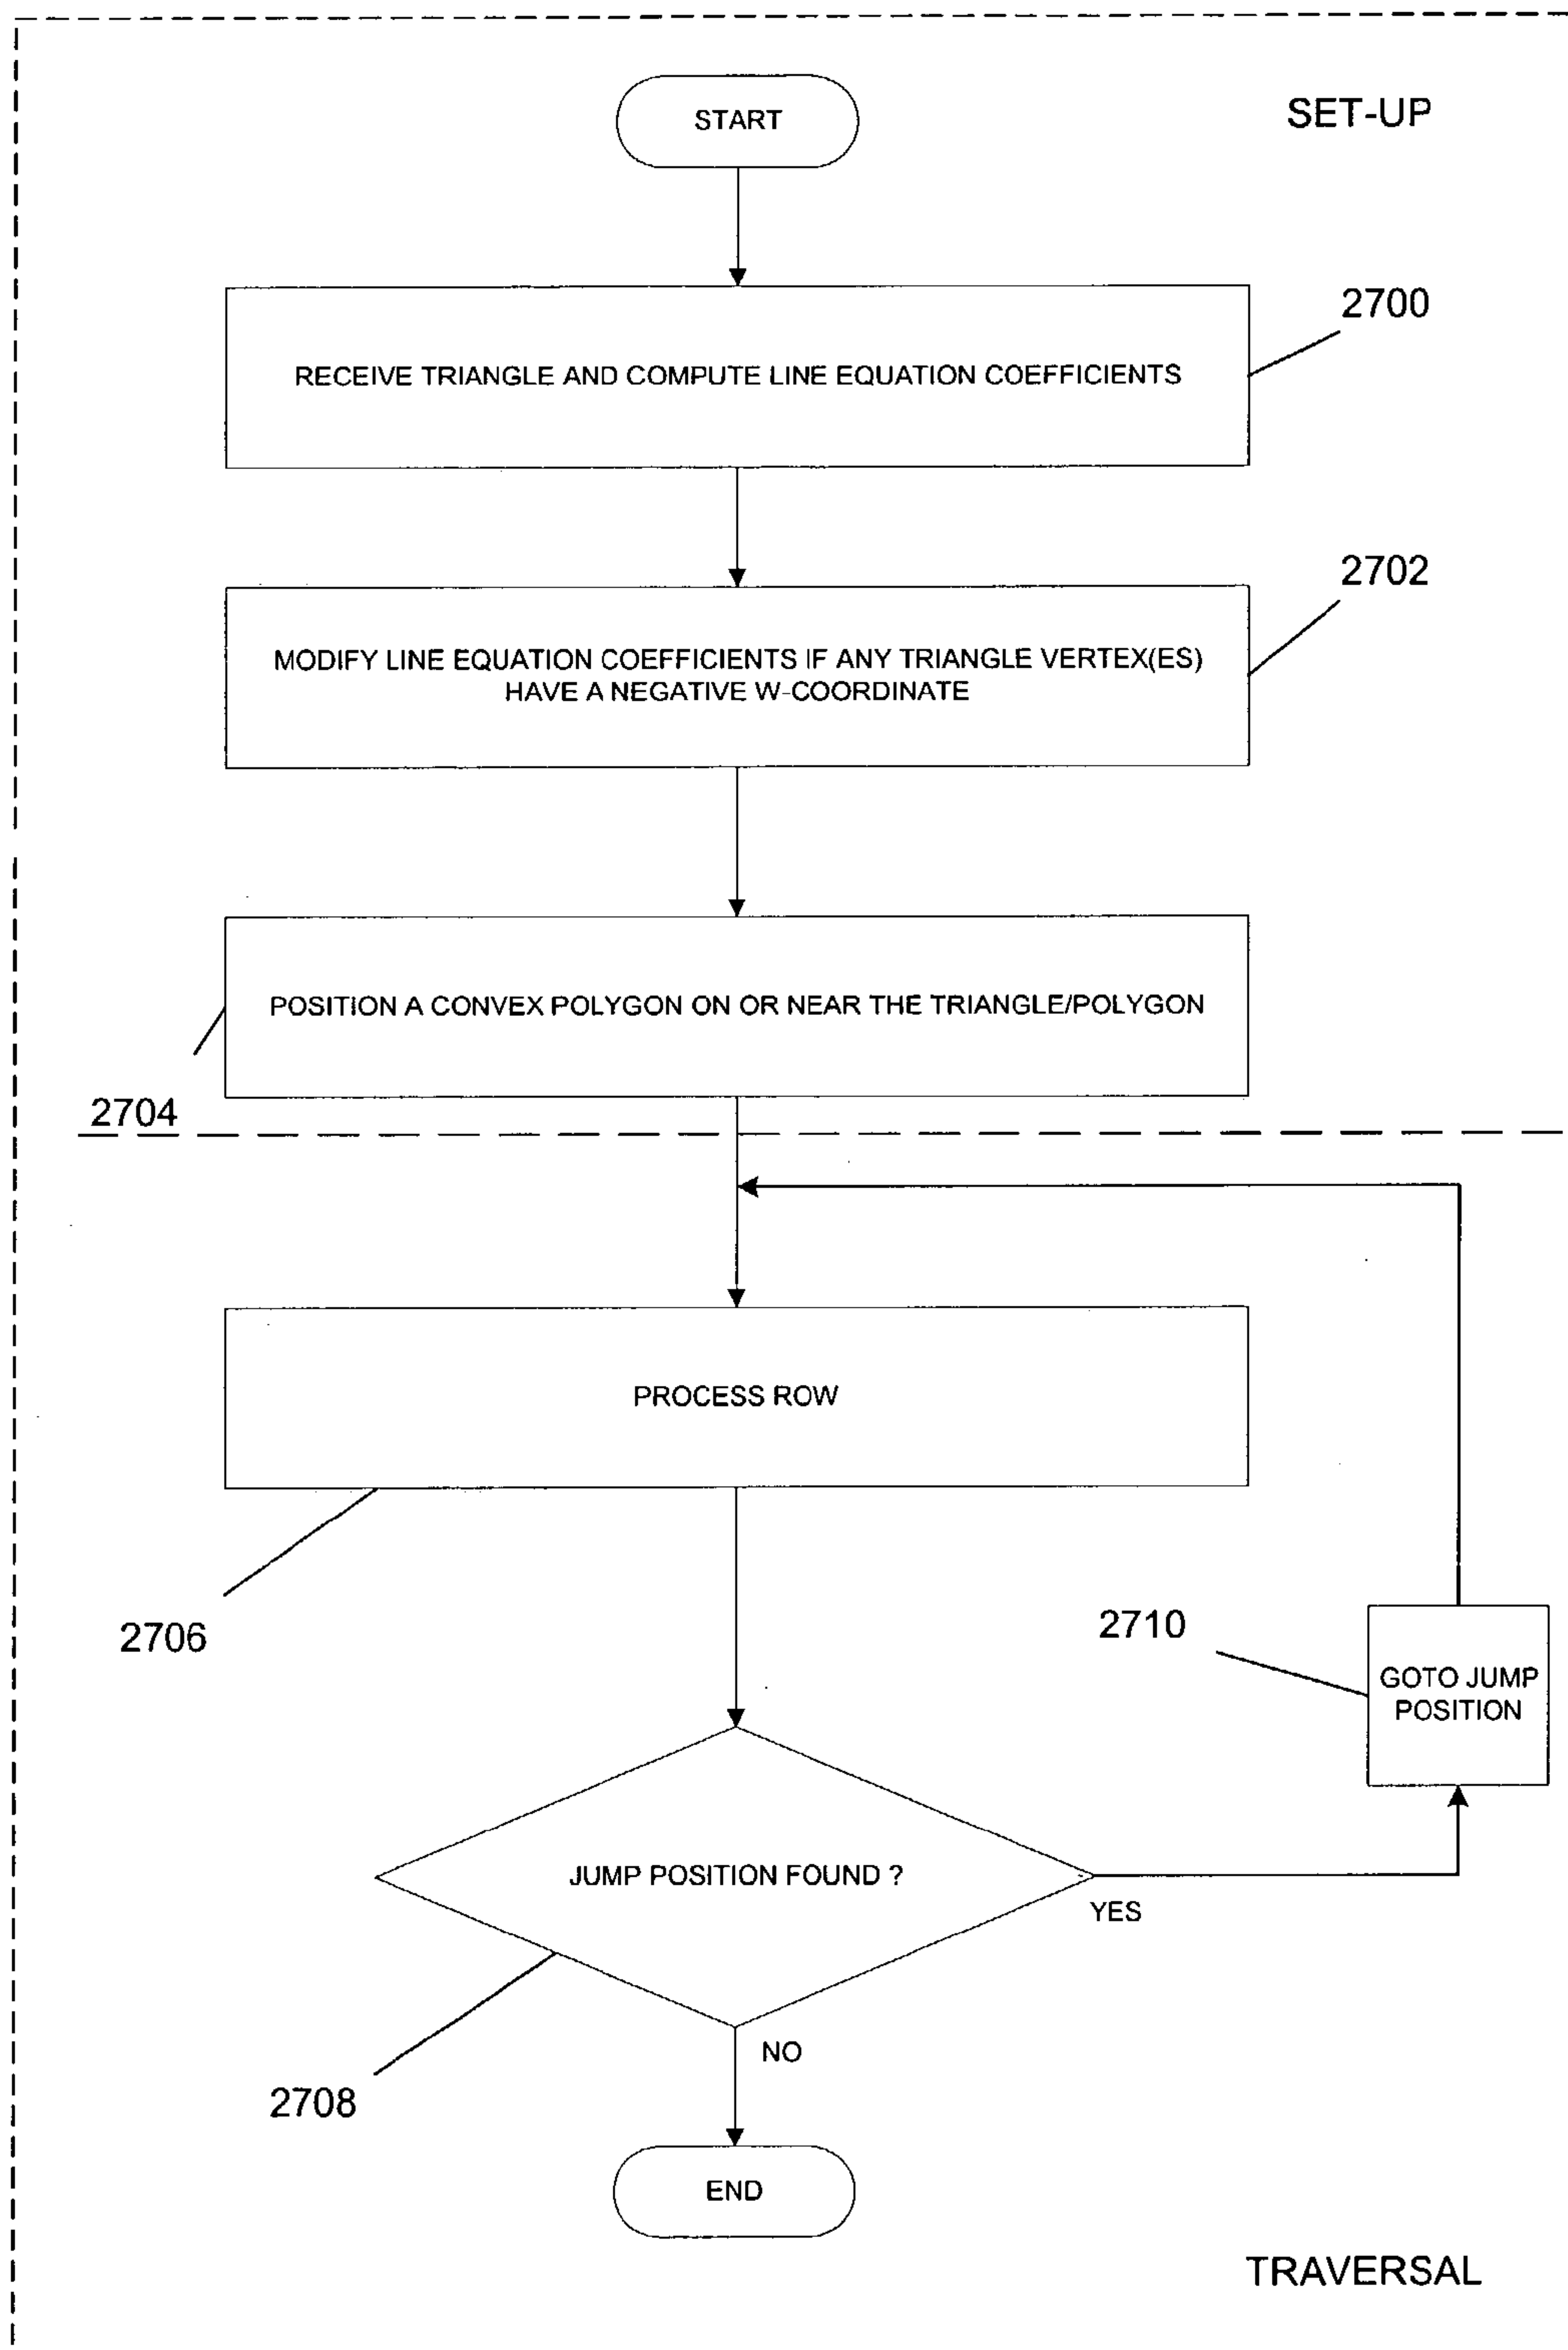 START
SET-UP
2700
RECEIVE TRIANGLE AND COMPUTE LINE EQUATION COEFFICIENTS
2702
MODIFY LINE EQUATION COEFFICIENTS IF ANY TRIANGLE VERTEX(ES)
HAVE A NEGATIVE W-COORDINATE
POSITION A CONVEX POLYGON ON OR NEAR THE TRIANGLE/POLYGON
2704
PROCESS ROW
2706
2710
GOTO JUMP
POSITION
JUMP POSITION FOUND ?
YES
NO
2708
END
TRAVERSAL